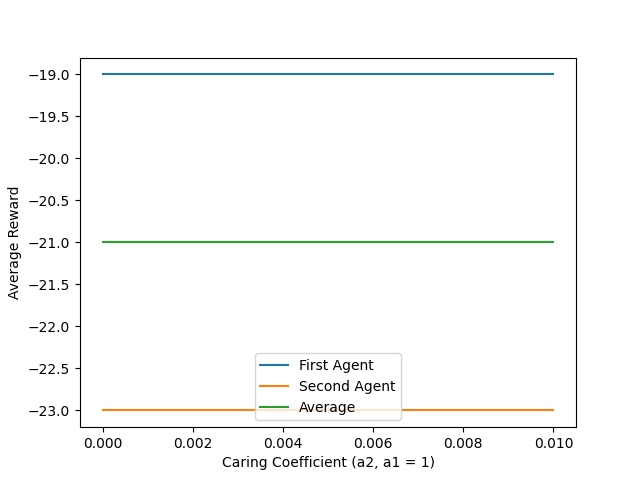 −19.0
−19.5
−20.0
−20.5
−21.0
−21.5
−22.0
−22.5
−23.0
Average Reward
First Agent
Second Agent
Average
0.000 0.002 0.004 0.006 0.008 0.010
Caring Coefficient (a2, a1 = 1)